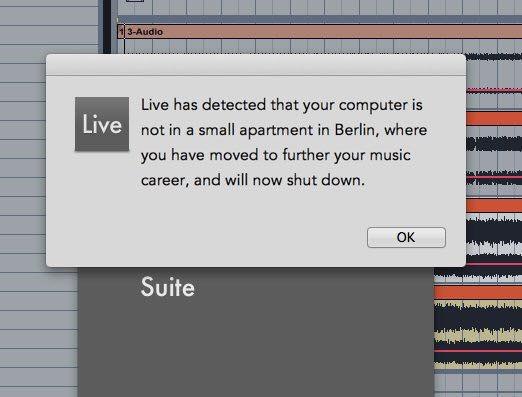 1 3-Audio
Live
Live has detected that your computer is
not in a small apartment in Berlin, where
you have moved to further your music
career, and will now shut down.
OK
Suite